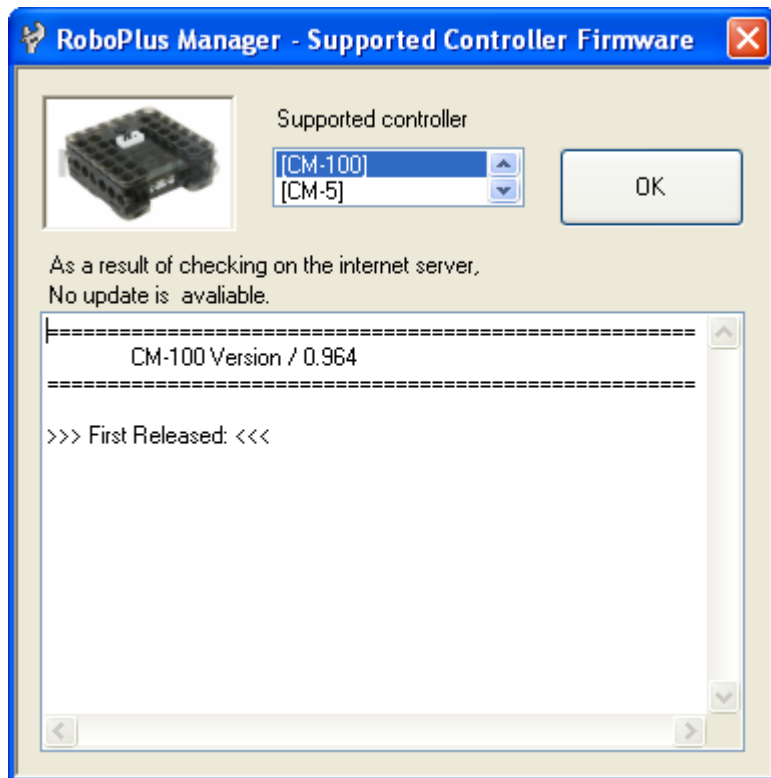 RoboPlus Manager - Supported Controller Firmware
Supported controller
[CM-100]
[CM-5]
OK
As a result of checking on the internet server,
No update is  avaliable.
======================================================
CM-100 Version / 0.964
======================================================
>>> First Released: <<<